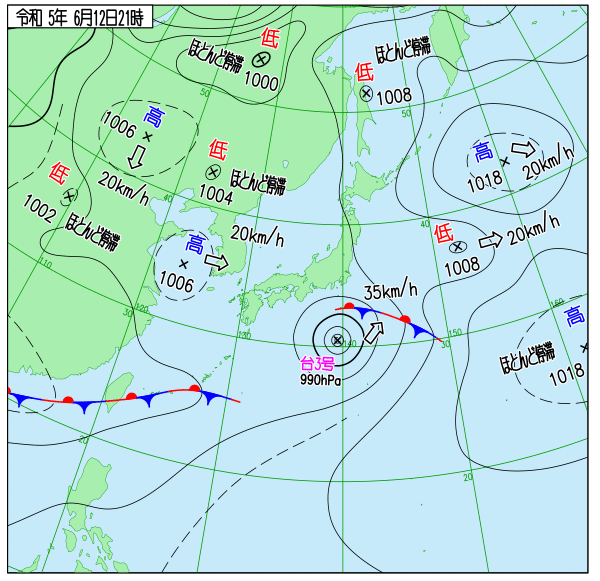 令和 5年 6月12日21時
低
ほとんど停滞
1000
ほとんど停滞
低
1008
50
50
高
1006
20km/h
低
1004
ほとんど停滞
40
高
1018
20km/h
低
1002
ほとんど停滞
高
1006
20km/h
40
低
1008
20km/h
110
120
30
130
35km/h
140
150
30
160
高
ほとんど停滞
1018
台3号
990hPa
20
20